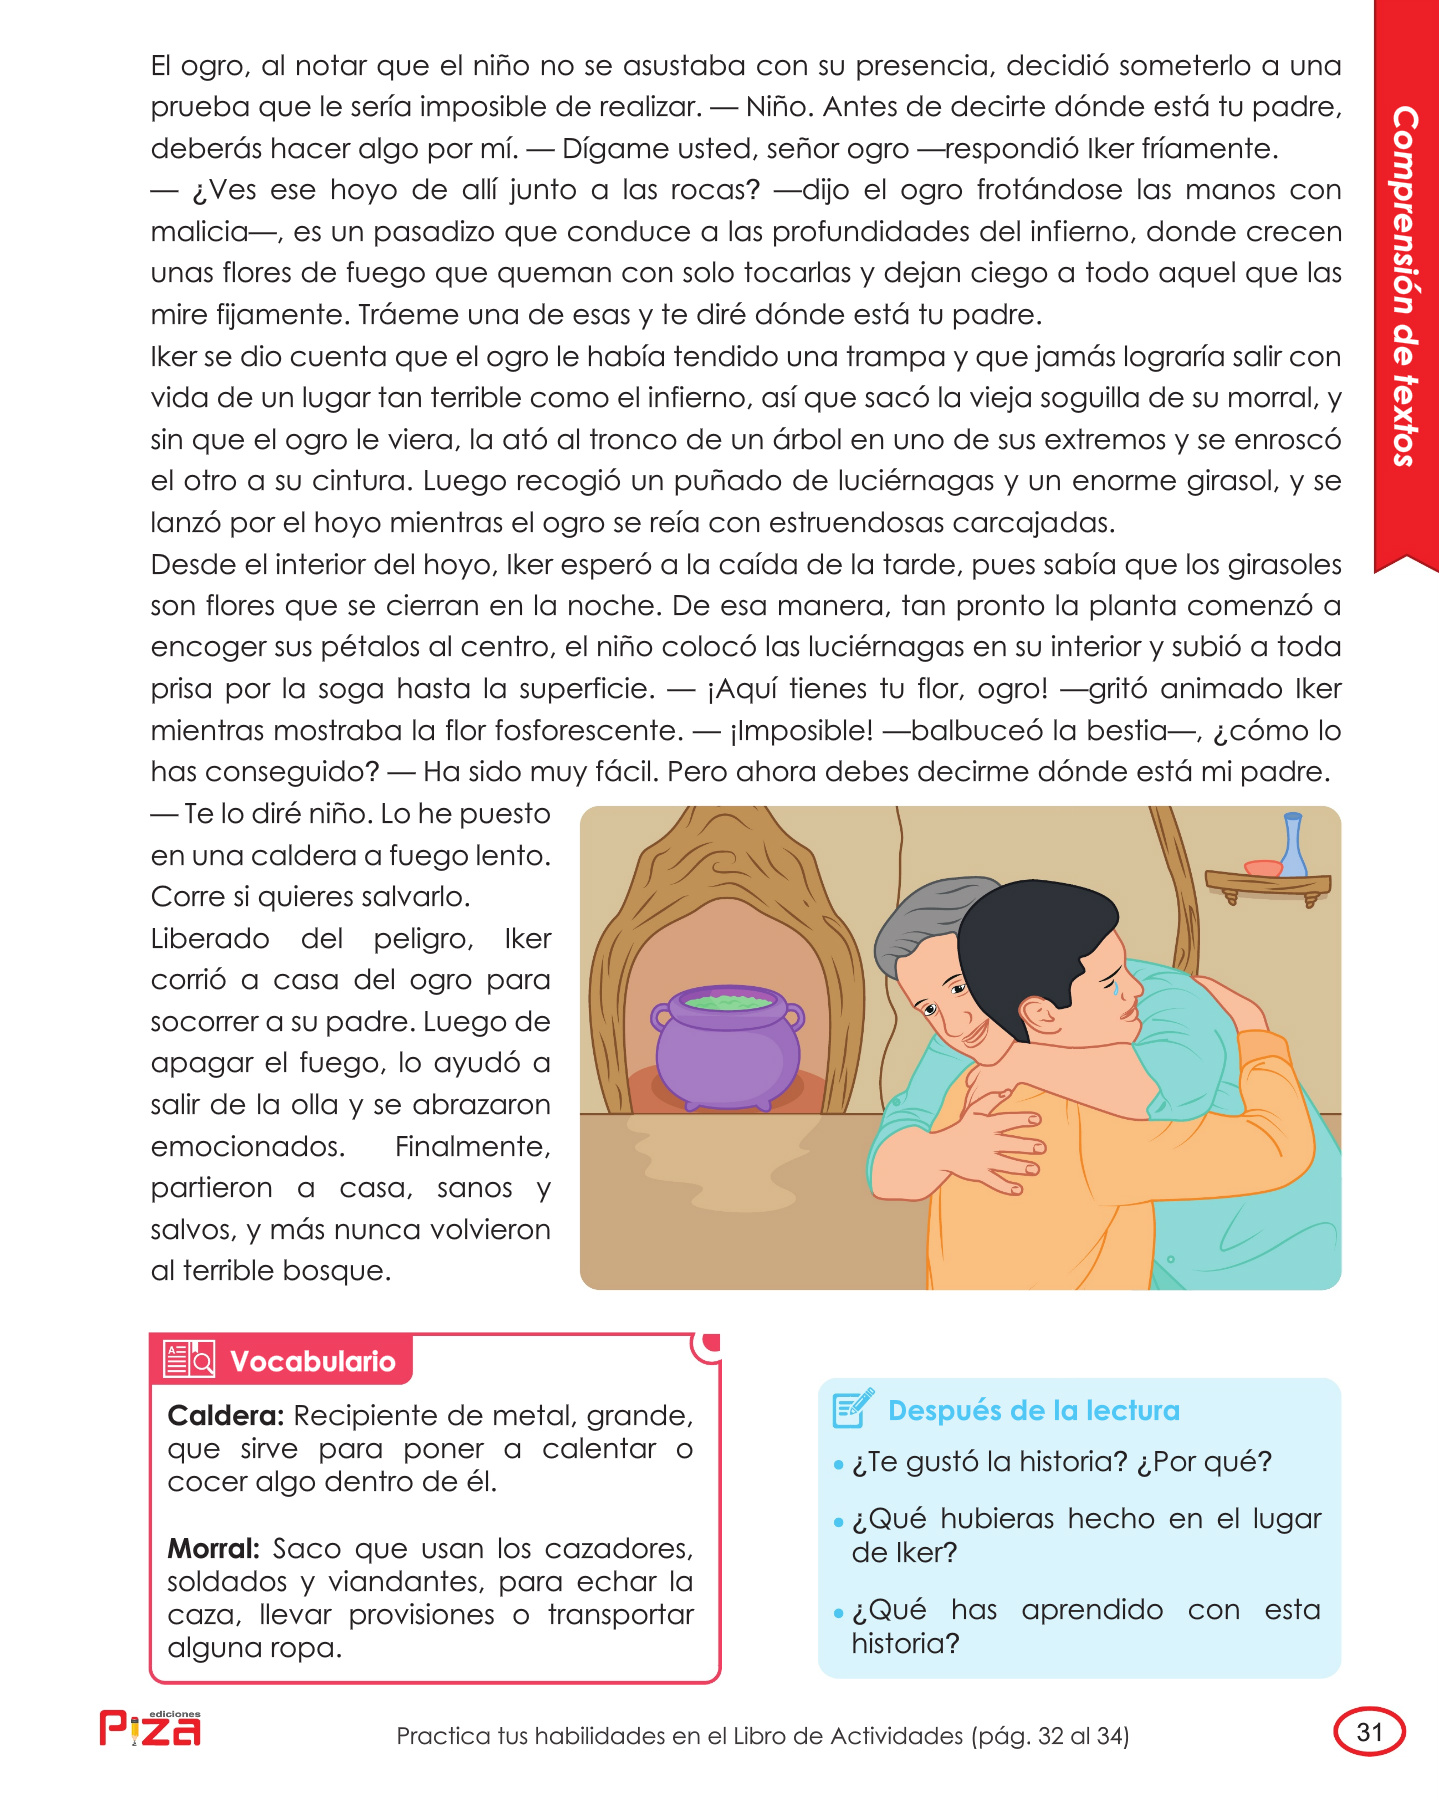 El ogro, al notar que el niño no se asustaba con su presencia, decidió someterlo a una
prueba que le sería imposible de realizar. — Niño. Antes de decirte dónde está tu padre,
deberás hacer algo por mí. — Dígame usted, señor ogro —respondió Iker fríamente.
— ¿Ves ese hoyo de allí junto a las rocas? —dijo el ogro frotándose las manos con
malicia—, es un pasadizo que conduce a las profundidades del infierno, donde crecen
unas flores de fuego que queman con solo tocarlas y dejan ciego a todo aquel que las
mire fijamente. Tráeme una de esas y te diré dónde está tu padre.
Iker se dio cuenta que el ogro le había tendido una trampa y que jamás lograría salir con
vida de un lugar tan terrible como el infierno, así que sacó la vieja soguilla de su morral, y
sin que el ogro le viera, la ató al tronco de un árbol en uno de sus extremos y se enroscó
el otro a su cintura. Luego recogió un puñado de luciérnagas y un enorme girasol, y se
lanzó por el hoyo mientras el ogro se reía con estruendosas carcajadas.
Desde el interior del hoyo, Iker esperó a la caída de la tarde, pues sabía que los girasoles
son flores que se cierran en la noche. De esa manera, tan pronto la planta comenzó a
encoger sus pétalos al centro, el niño colocó las luciérnagas en su interior y subió a toda
prisa por la soga hasta la superficie. — ¡Aquí tienes tu flor, ogro! —gritó animado Iker
mientras mostraba la flor fosforescente. — ¡Imposible! —balbuceó la bestia—, ¿cómo lo
has conseguido? — Ha sido muy fácil. Pero ahora debes decirme dónde está mi padre.
— Te lo diré niño. Lo he puesto
en una caldera a fuego lento.
Corre si quieres salvarlo.
Liberado del peligro, Iker
corrió a casa del ogro para
socorrer a su padre. Luego de
apagar el fuego, lo ayudó a
salir de la olla y se abrazaron
emocionados. Finalmente,
partieron a casa, sanos y
salvos, y más nunca volvieron
al terrible bosque.
Comprensión de textos
Vocabulario
Caldera: Recipiente de metal, grande,
que sirve para poner a calentar o
cocer algo dentro de él.
Morral: Saco que usan los cazadores,
soldados y viandantes, para echar la
caza, llevar provisiones o transportar
alguna ropa.
Después de la lectura
• ¿Te gustó la historia? ¿Por qué?
• ¿Qué hubieras hecho en el lugar
de Iker?
• ¿Qué has aprendido con esta
historia?
ediciones
PiZA
Practica tus habilidades en el Libro de Actividades (pág. 32 al 34)
31